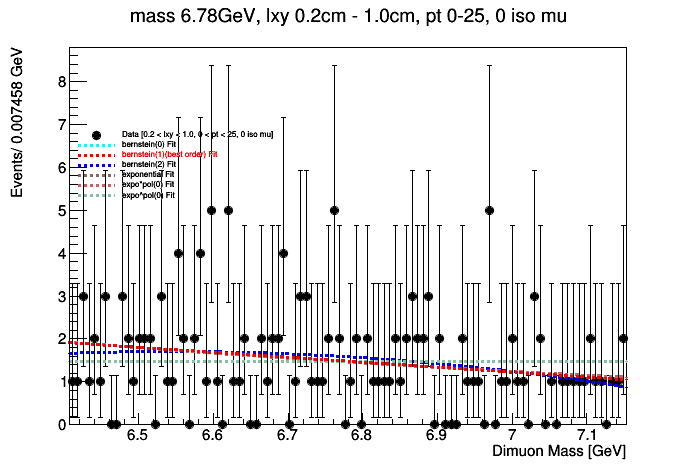 mass 6.78GeV, lxy 0.2cm - 1.0cm, pt 0-25, 0 iso mu
Events/ 0.007458 GeV
8
7
6
5
4
3
2
1
0
Data [0.2 < lxy < 1.0, 0 < pt < 25, 0 iso mu]
bernstein(0) Fit
bernstein(1)(best order) Fit
bernstein(2) Fit
exponential Fit
expo*pol(0) Fit
expo*pol(0) Fit
6.5 6.6 6.7 6.8 6.9 7 7.1
Dimuon Mass [GeV]